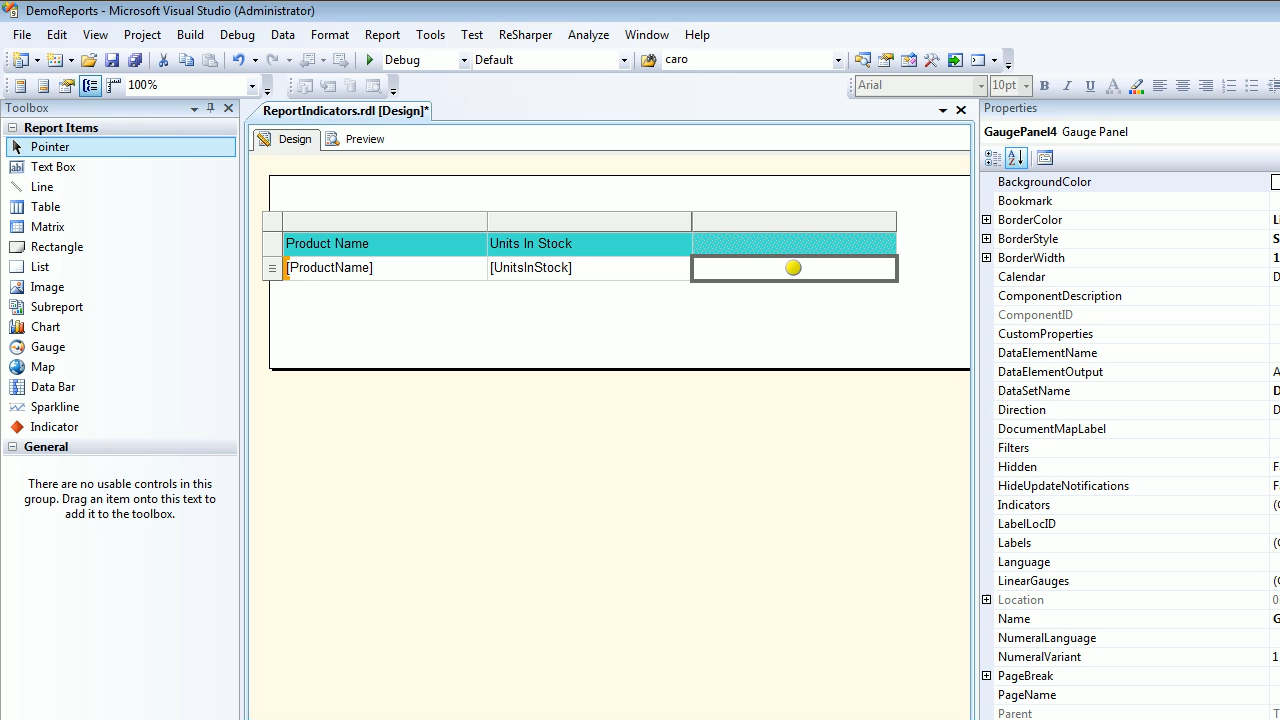 DemoReports - Microsoft Visual Studio (Administrator)
File Edit View Project Build Debug Data Format Report Tools Test ReSharper Analyze Window Help
Debug Default caro
100% Arial 10pt B I U A
Toolbox
Report Items
Pointer
Text Box
Line
Table
Matrix
Rectangle
List
Image
Subreport
Chart
Gauge
Map
Data Bar
Sparkline
Indicator
General
There are no usable controls in this
group. Drag an item onto this text to
add it to the toolbox.
ReportIndicators.rdl [Design]*
Design Preview
Product Name Units In Stock
[ProductName] [UnitsInStock]
Properties
GaugePanel4 Gauge Panel
BackgroundColor
Bookmark
BorderColor
BorderStyle
BorderWidth 1
Calendar
ComponentDescription
ComponentID
CustomProperties
DataElementName
DataElementOutput
DataSetName
Direction
DocumentMapLabel
Filters
Hidden
HideUpdateNotifications
Indicators
LabelLocID
Labels
Language
LinearGauges
Location
Name
NumeralLanguage
NumeralVariant 1
PageBreak
PageName
Parent